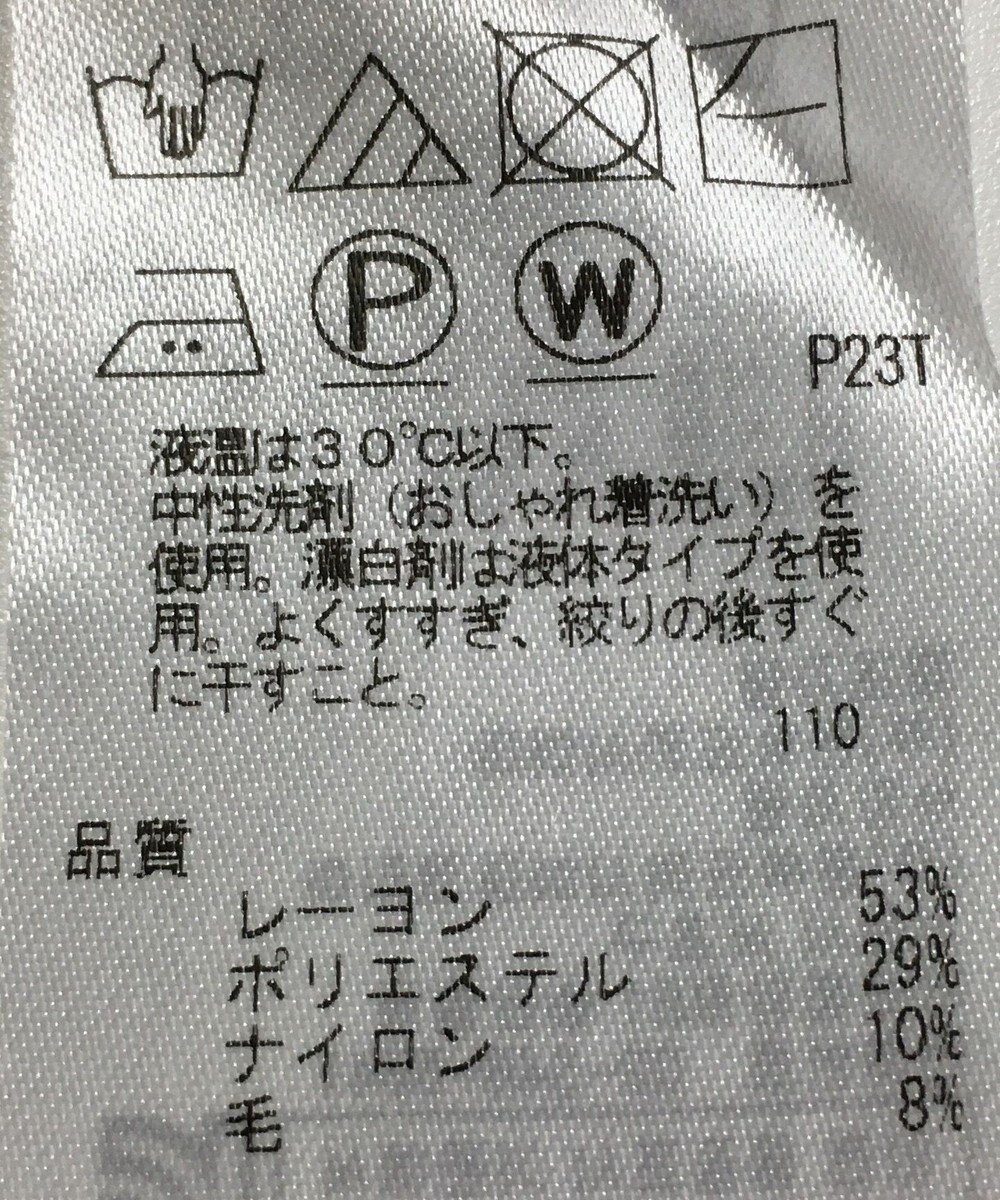 P W
P23T
液温は30℃以下。
中性洗剤(おしゃれ着洗い)を
使用。漂白剤は液体タイプを使
用。よくすすぎ、絞りの後すぐ
に干すこと。
110
品質
レーヨン 53%
ポリエステル 29%
ナイロン 10%
毛 8%